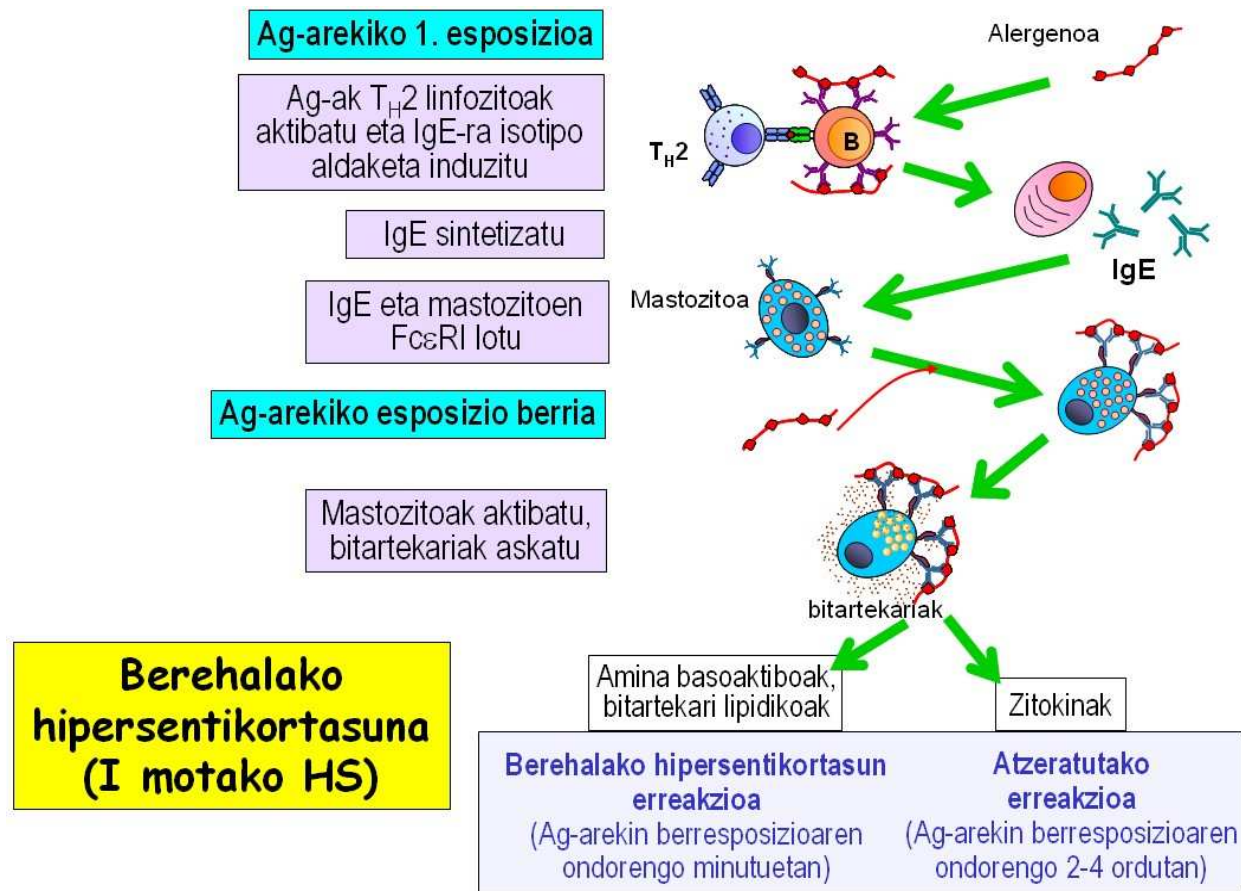 Ag-arekiko 1. esposizioa
Alergenoa
Ag-ak TH2 linfozitoak
aktibatu eta IgE-ra isotipo
aldaketa induzitu
TH2
B
IgE sintetizatu
IgE
Mastozitoa
IgE eta mastozitoen
FcεRI lotu
Ag-arekiko esposizio berria
Mastozitoak aktibatu,
bitartekariak askatu
bitartekariak
Berehalako
hipersentikortasuna
(I motako HS)
Amina basoaktiboak,
bitartekari lipidikoak
Zitokinak
Berehalako hipersentikortasun
erreakzioa
(Ag-arekin berresposizioaren
ondorengo minutuetan)
Atzeratutako
erreakzioa
(Ag-arekin berresposizioaren
ondorengo 2-4 ordutan)